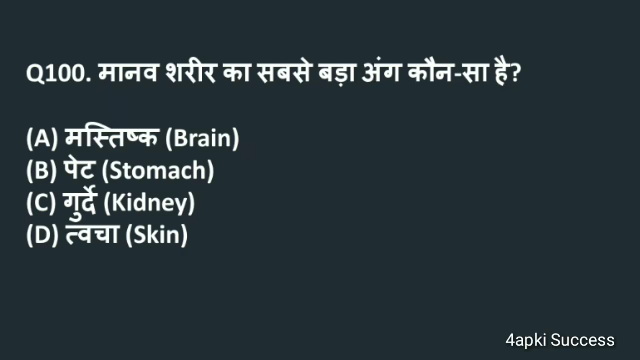 Q100. मानव शरीर का सबसे बड़ा अंग कौन-सा है?
(A) मस्तिष्क (Brain)
(B) पेट (Stomach)
(C) गुर्दे (Kidney)
(D) त्वचा (Skin)
4apki Success